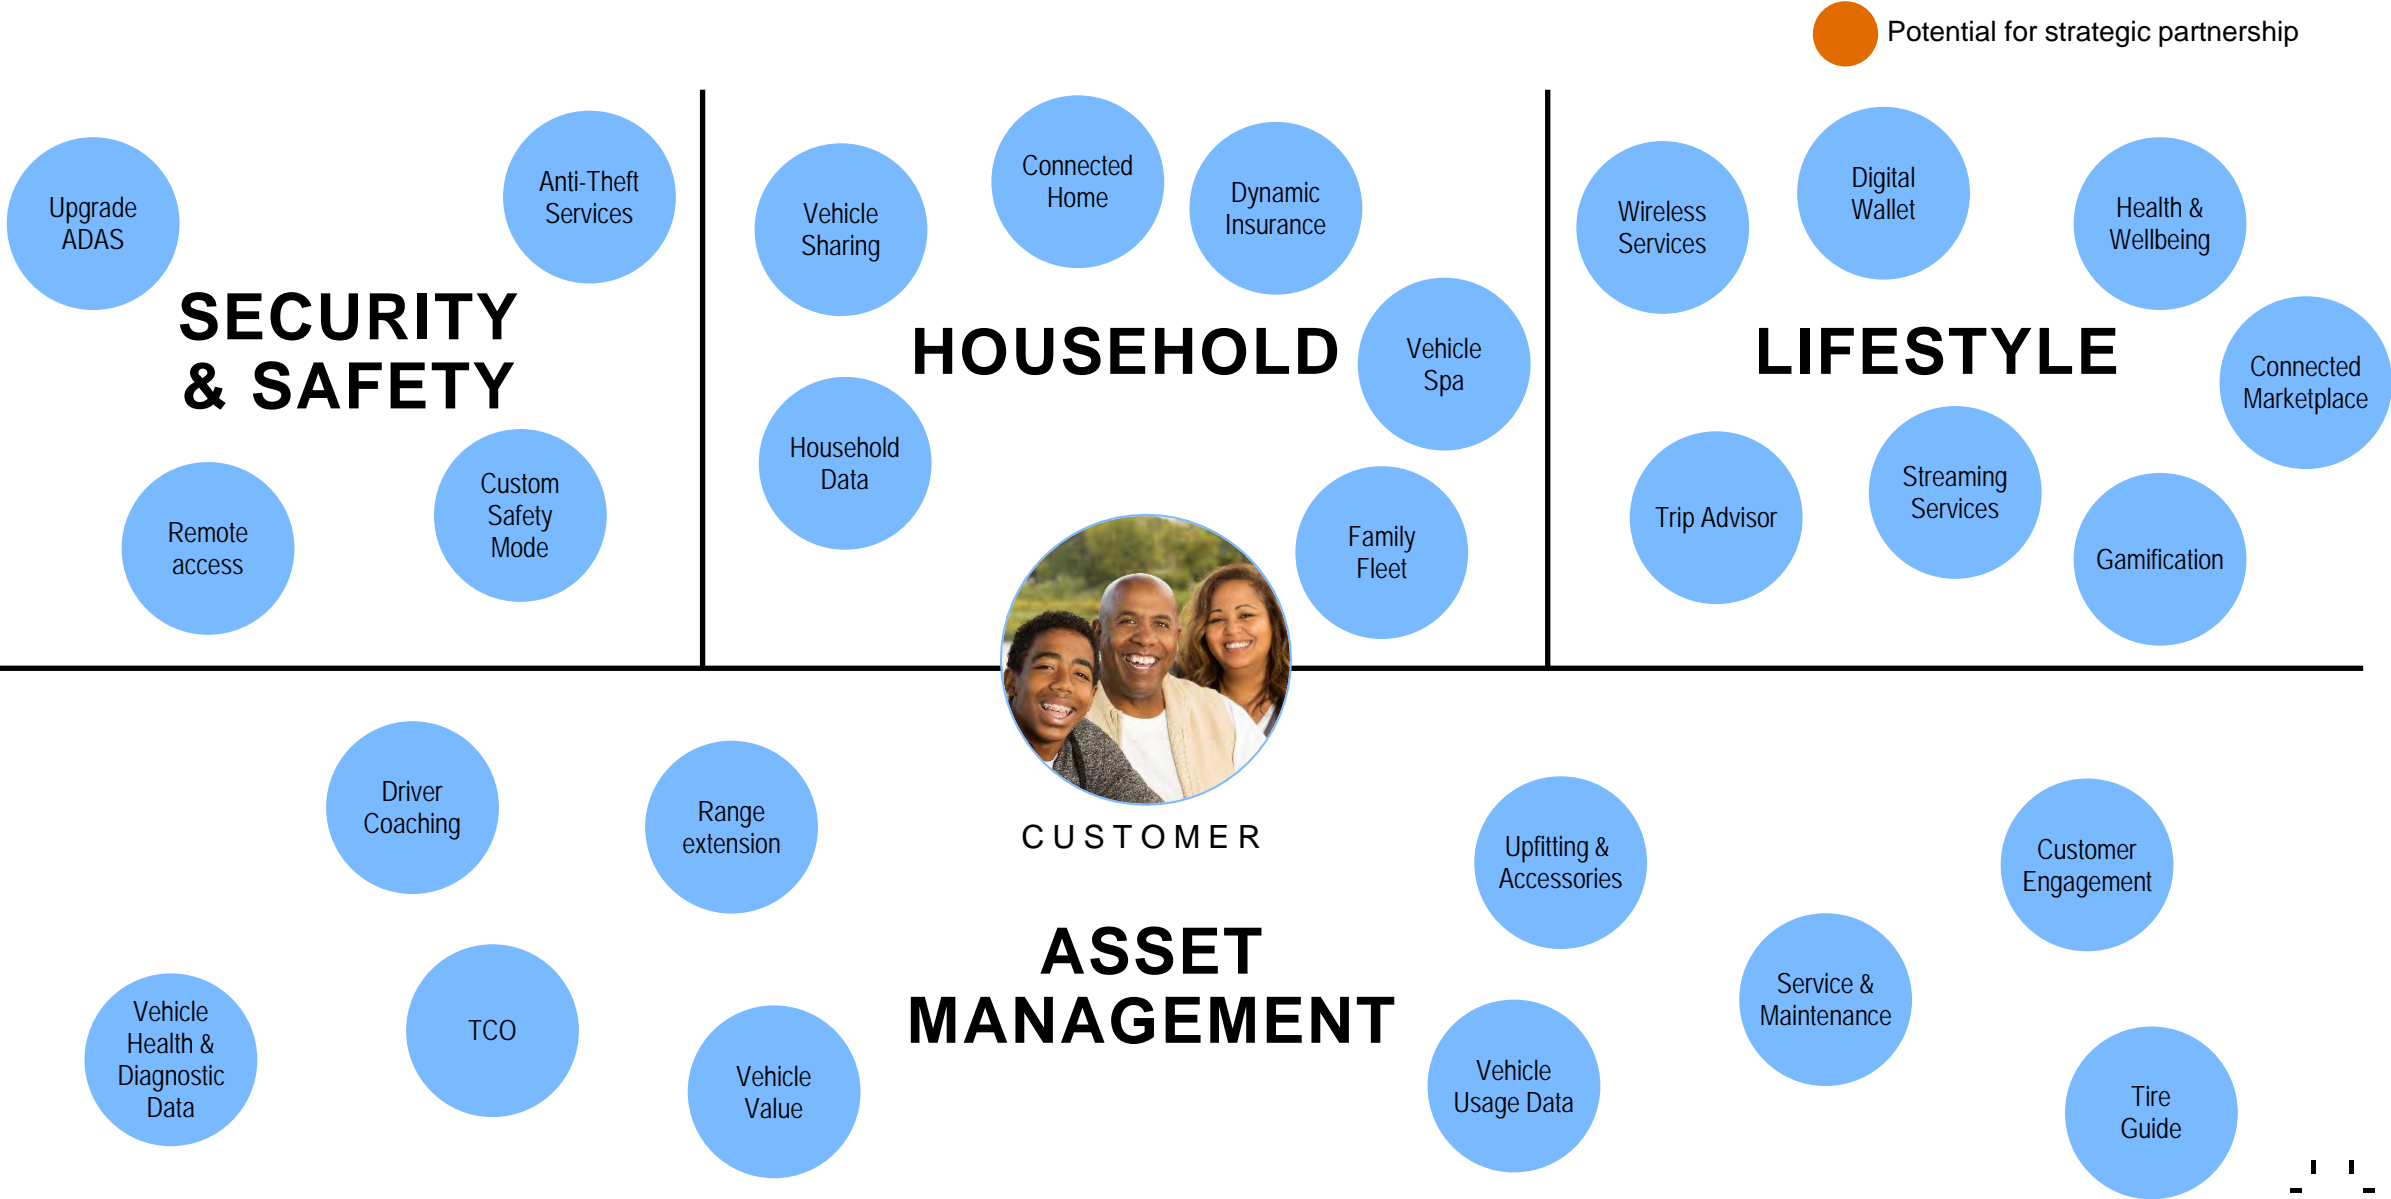 Potential for strategic partnership
Upgrade
ADAS
Anti-Theft
Services
SECURITY
& SAFETY
Remote
access
Custom
Safety
Mode
Vehicle
Sharing
Connected
Home
Dynamic
Insurance
HOUSEHOLD
Vehicle
Spa
Household
Data
Family
Fleet
Wireless
Services
Digital
Wallet
Health &
Wellbeing
LIFESTYLE
Connected
Marketplace
Trip Advisor
Streaming
Services
Gamification
CUSTOMER
Driver
Coaching
Range
extension
Vehicle
Health &
Diagnostic
Data
TCO
Vehicle
Value
ASSET
MANAGEMENT
Upfitting &
Accessories
Customer
Engagement
Service &
Maintenance
Vehicle
Usage Data
Tire
Guide